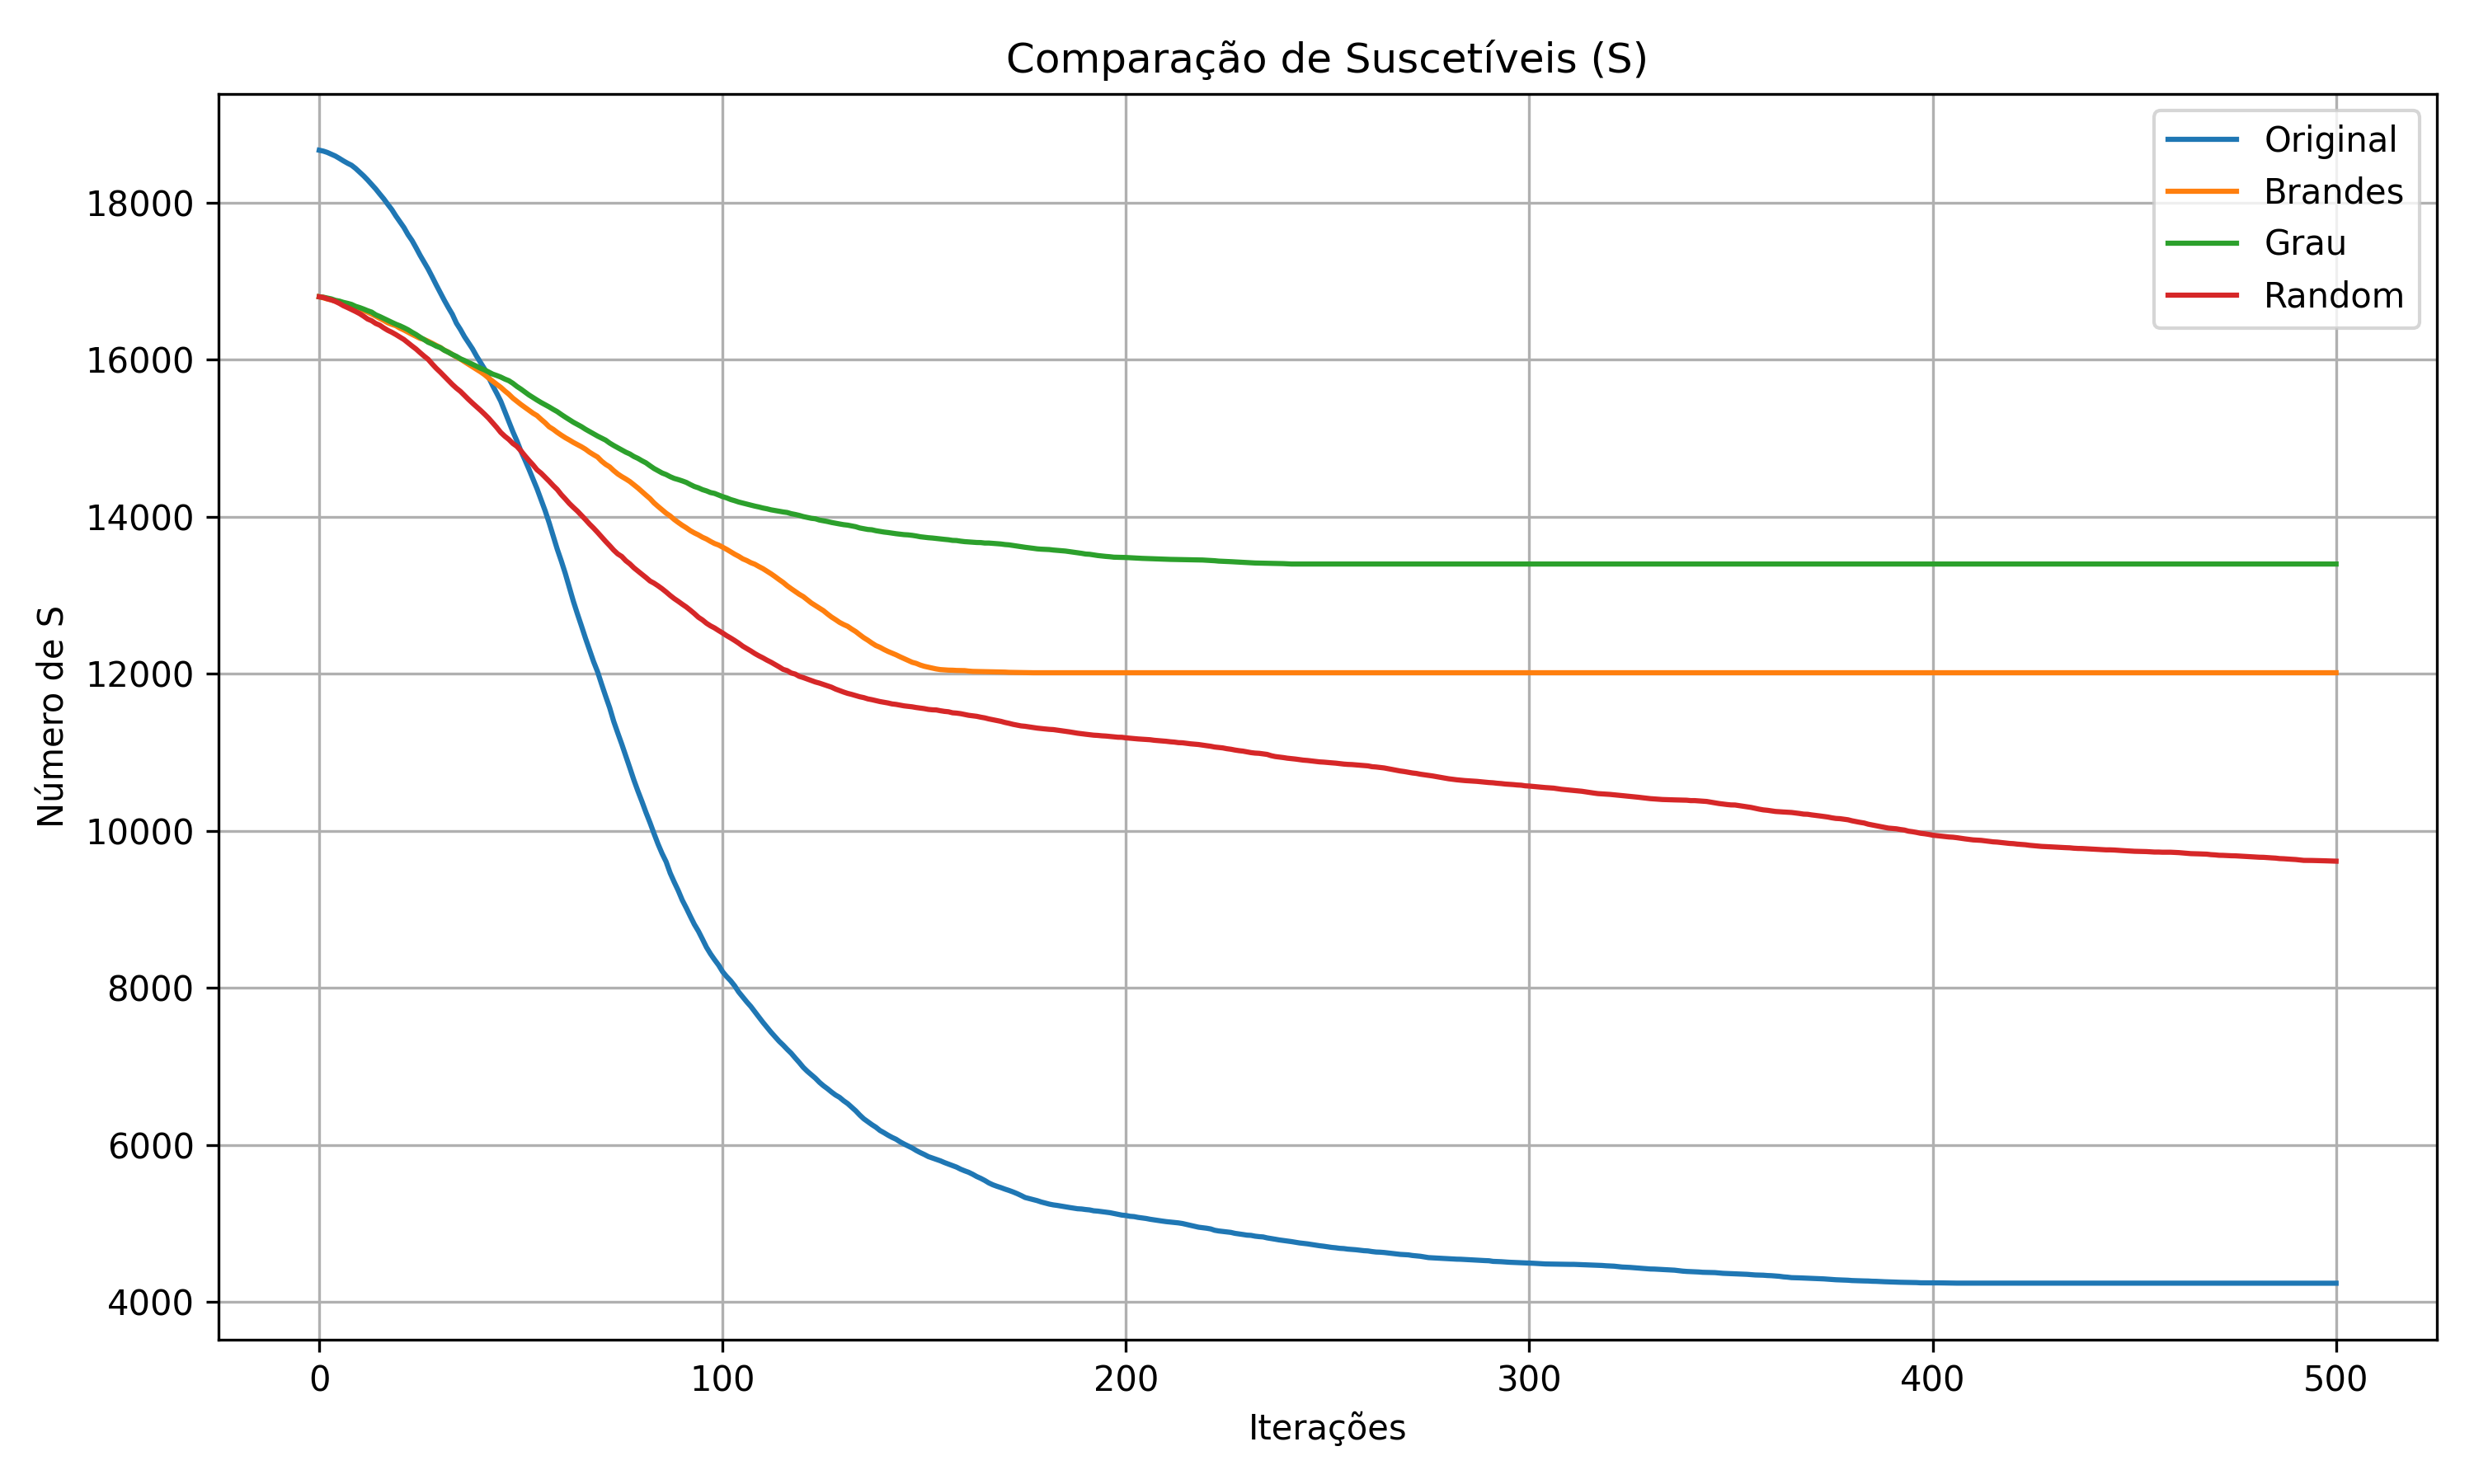 Comparação de Suscetíveis (S)
Original
Brandes
Grau
Random
Número de S
18000
16000
14000
12000
10000
8000
6000
4000
0 100 200 300 400 500
Iterações